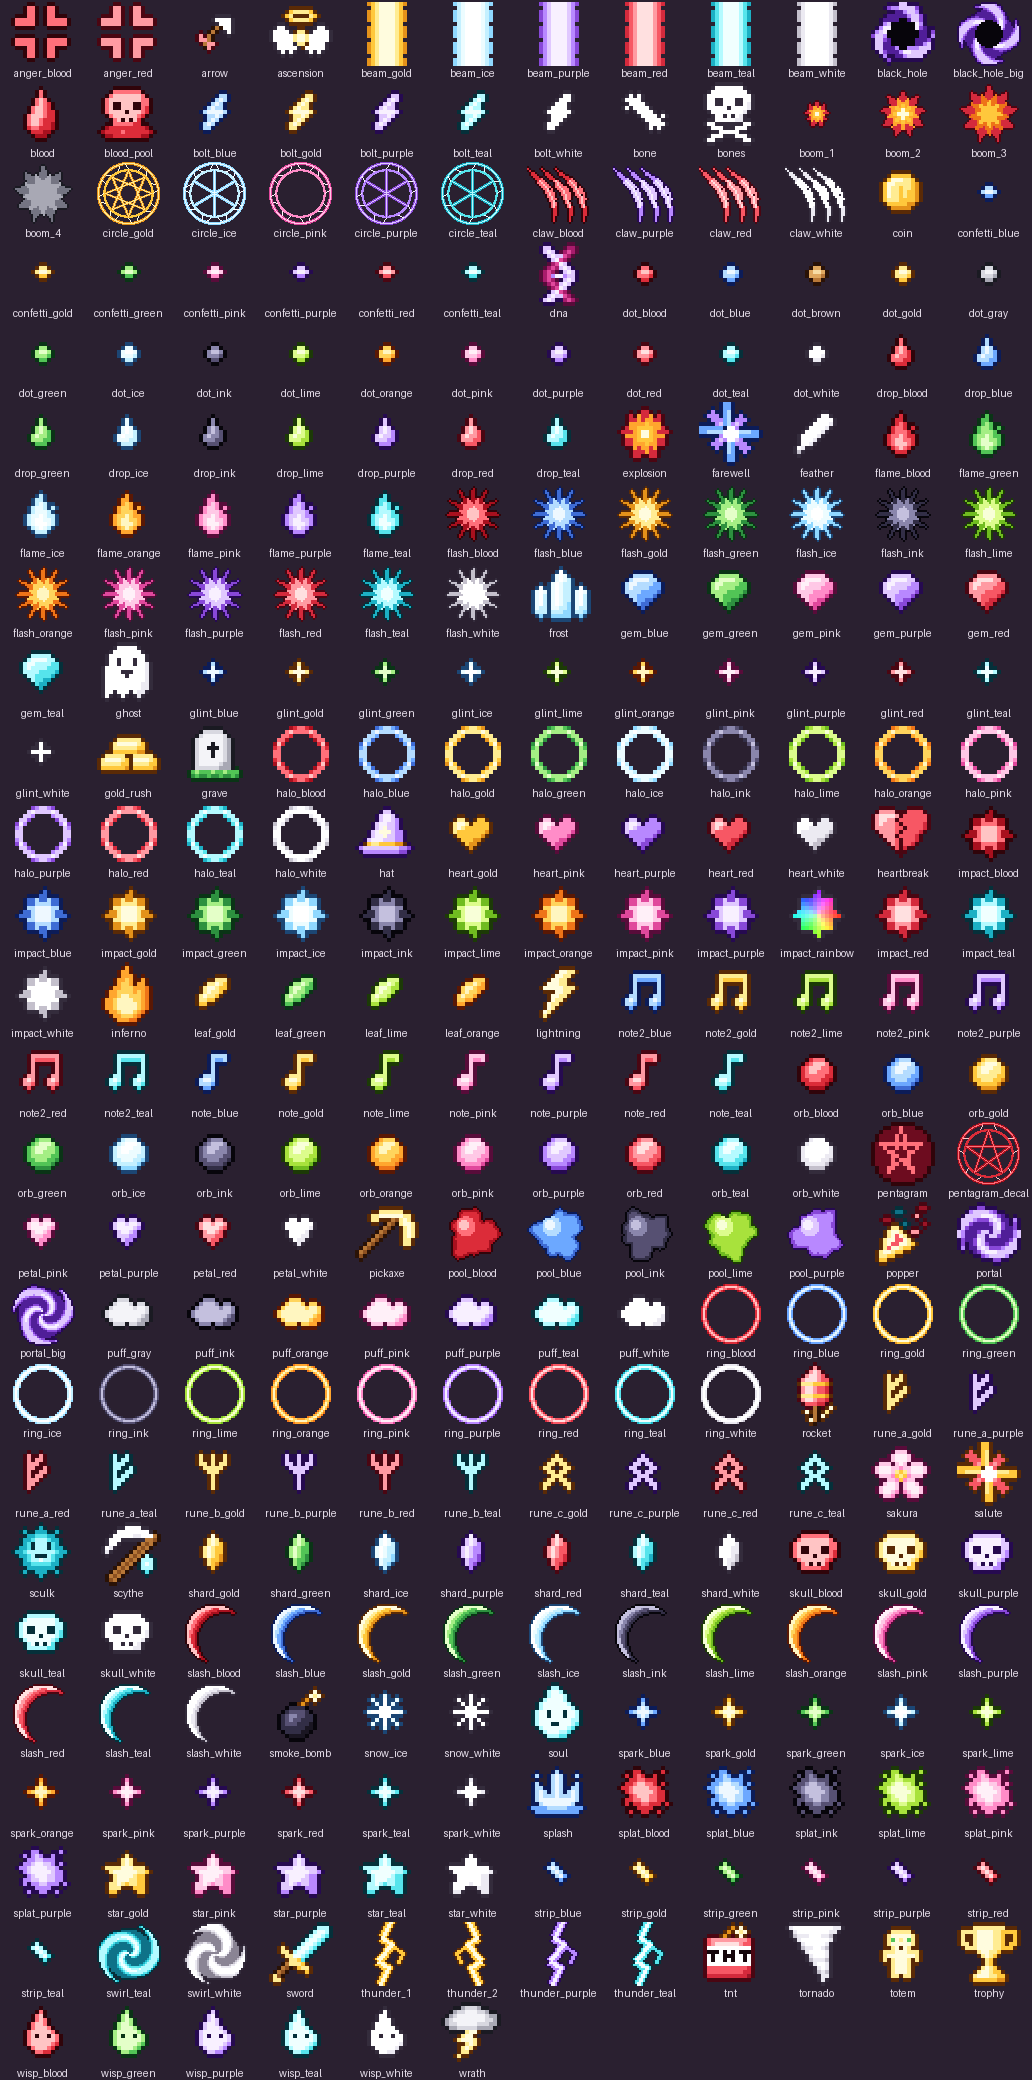 anger_blood anger_red arrow ascension beam_gold beam_ice beam_purple beam_red beam_teal beam_white black_hole black_hole_big
blood blood_pool bolt_blue bolt_gold bolt_purple bolt_teal bolt_white bone bones boom_1 boom_2 boom_3
boom_4 circle_gold circle_ice circle_pink circle_purple circle_teal claw_blood claw_purple claw_red claw_white coin confetti_blue
confetti_gold confetti_green confetti_pink confetti_purple confetti_red confetti_teal dna dot_blood dot_blue dot_brown dot_gold dot_gray
dot_green dot_ice dot_ink dot_lime dot_orange dot_pink dot_purple dot_red dot_teal dot_white drop_blood drop_blue
drop_green drop_ice drop_ink drop_lime drop_purple drop_red drop_teal explosion farewell feather flame_blood flame_green
flame_ice flame_orange flame_pink flame_purple flame_teal flash_blood flash_blue flash_gold flash_green flash_ice flash_ink flash_lime
flash_orange flash_pink flash_purple flash_red flash_teal flash_white frost gem_blue gem_green gem_pink gem_purple gem_red
gem_teal ghost glint_blue glint_gold glint_green glint_ice glint_lime glint_orange glint_pink glint_purple glint_red glint_teal
glint_white gold_rush grave halo_blood halo_blue halo_gold halo_green halo_ice halo_ink halo_lime halo_orange halo_pink
halo_purple halo_red halo_teal halo_white hat heart_gold heart_pink heart_purple heart_red heart_white heartbreak impact_blood
impact_blue impact_gold impact_green impact_ice impact_ink impact_lime impact_orange impact_pink impact_purple impact_rainbow impact_red impact_teal
impact_white inferno leaf_gold leaf_green leaf_lime leaf_orange lightning note2_blue note2_gold note2_lime note2_pink note2_purple
note2_red note2_teal note_blue note_gold note_lime note_pink note_purple note_red note_teal orb_blood orb_blue orb_gold
orb_green orb_ice orb_ink orb_lime orb_orange orb_pink orb_purple orb_red orb_teal orb_white pentagram pentagram_decal
petal_pink petal_purple petal_red petal_white pickaxe pool_blood pool_blue pool_ink pool_lime pool_purple popper portal
portal_big puff_gray puff_ink puff_orange puff_pink puff_purple puff_teal puff_white ring_blood ring_blue ring_gold ring_green
ring_ice ring_ink ring_lime ring_orange ring_pink ring_purple ring_red ring_teal ring_white rocket rune_a_gold rune_a_purple
rune_a_red rune_a_teal rune_b_gold rune_b_purple rune_b_red rune_b_teal rune_c_gold rune_c_purple rune_c_red rune_c_teal sakura salute
sculk scythe shard_gold shard_green shard_ice shard_purple shard_red shard_teal shard_white skull_blood skull_gold skull_purple
skull_teal skull_white slash_blood slash_blue slash_gold slash_green slash_ice slash_ink slash_lime slash_orange slash_pink slash_purple
slash_red slash_teal slash_white smoke_bomb snow_ice snow_white soul spark_blue spark_gold spark_green spark_ice spark_lime
spark_orange spark_pink spark_purple spark_red spark_teal spark_white splash splat_blood splat_blue splat_ink splat_lime splat_pink
splat_purple star_gold star_pink star_purple star_teal star_white strip_blue strip_gold strip_green strip_pink strip_purple strip_red
THT
strip_teal swirl_teal swirl_white sword thunder_1 thunder_2 thunder_purple thunder_teal tnt tornado totem trophy
wisp_blood wisp_green wisp_purple wisp_teal wisp_white wrath